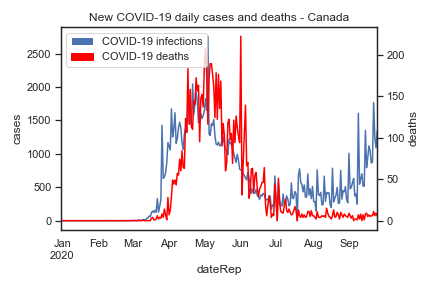 New COVID-19 daily cases and deaths - Canada
COVID-19 infections
COVID-19 deaths
cases
2500
2000
1500
1000
500
0
deaths
200
150
100
50
0
Jan Feb Mar Apr May Jun Jul Aug Sep
2020
dateRep